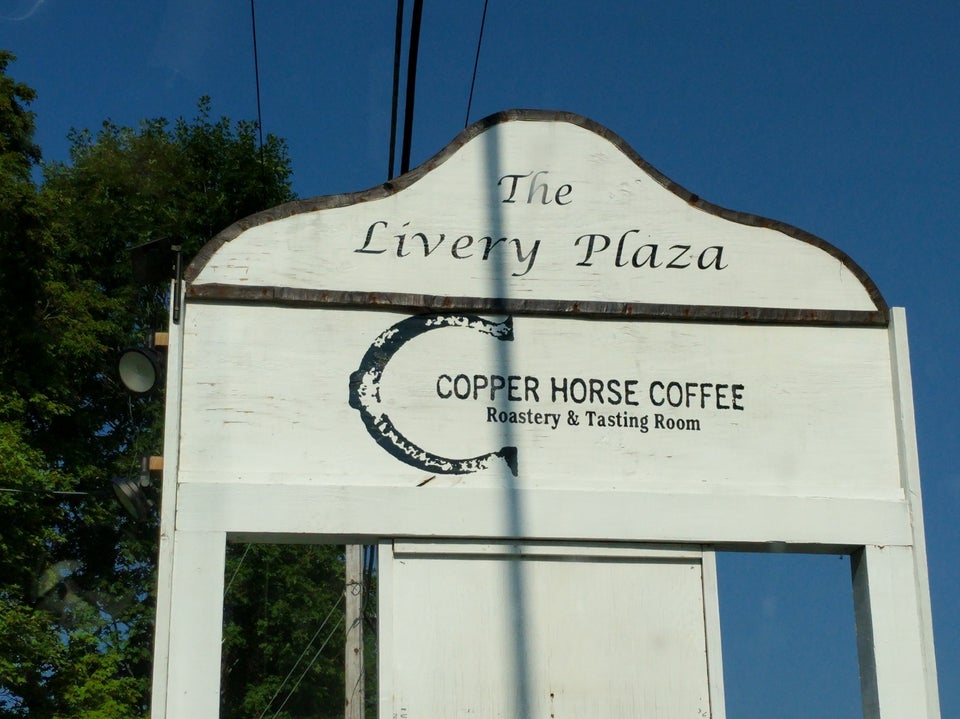 The
Livery Plaza
COPPER HORSE COFFEE
Roastery & Tasting Room